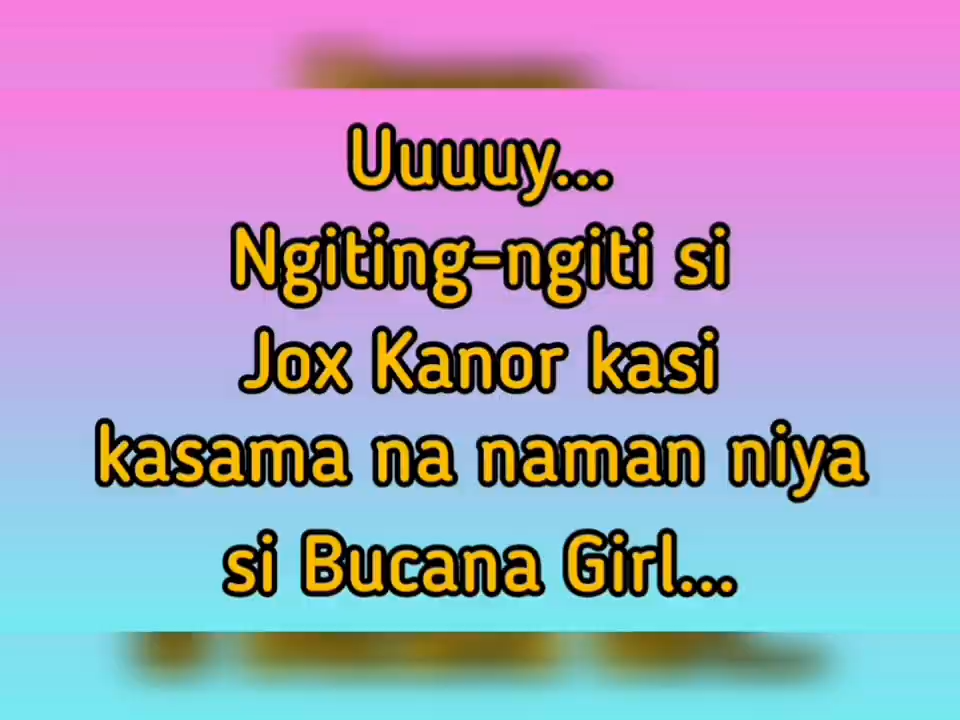 Uuuuy...
Ngiting-ngiti si
Jox Kanor kasi
kasama na naman niya
si Bucana Girl...